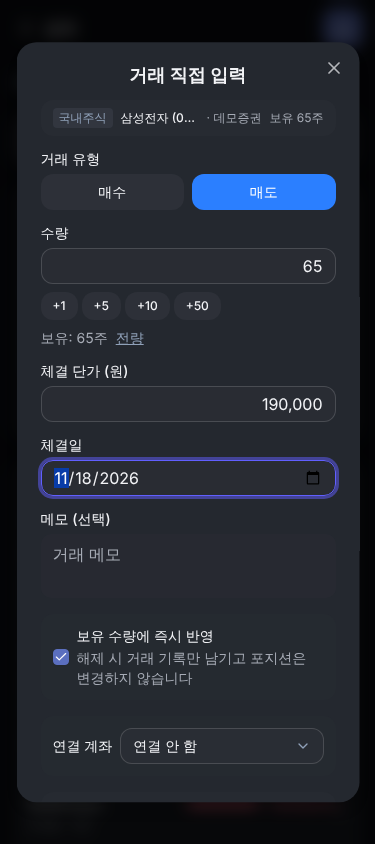 거래 직접 입력
국내주식 삼성전자 (0... · 데모증권 보유 65주
거래 유형
매수 매도
수량
65
+1 +5 +10 +50
보유: 65주 전량
체결 단가 (원)
190,000
체결일
11/18/2026
메모 (선택)
거래 메모
보유 수량에 즉시 반영
해제 시 거래 기록만 남기고 포지션은
변경하지 않습니다
연결 계좌 연결 안 함